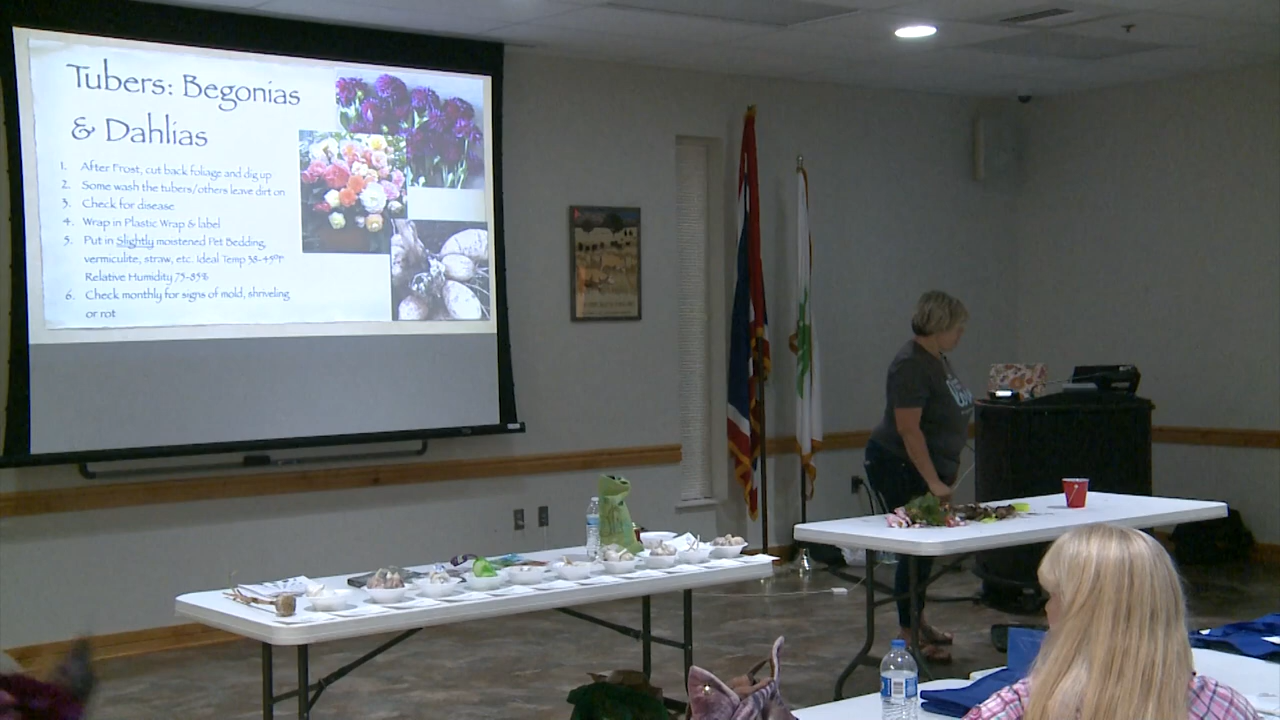 Tubers: Begonias
& Dahlias
1. After Frost, cut back foliage and dig up
2. Some wash the tubers/others leave dirt on
3. Check for disease
4. Wrap in Plastic Wrap & label
5. Put in Slightly moistened Pet Bedding,
vermiculite, straw, etc. Ideal Temp 38-45°F
Relative Humidity 75-85%
6. Check monthly for signs of mold, shriveling
or rot